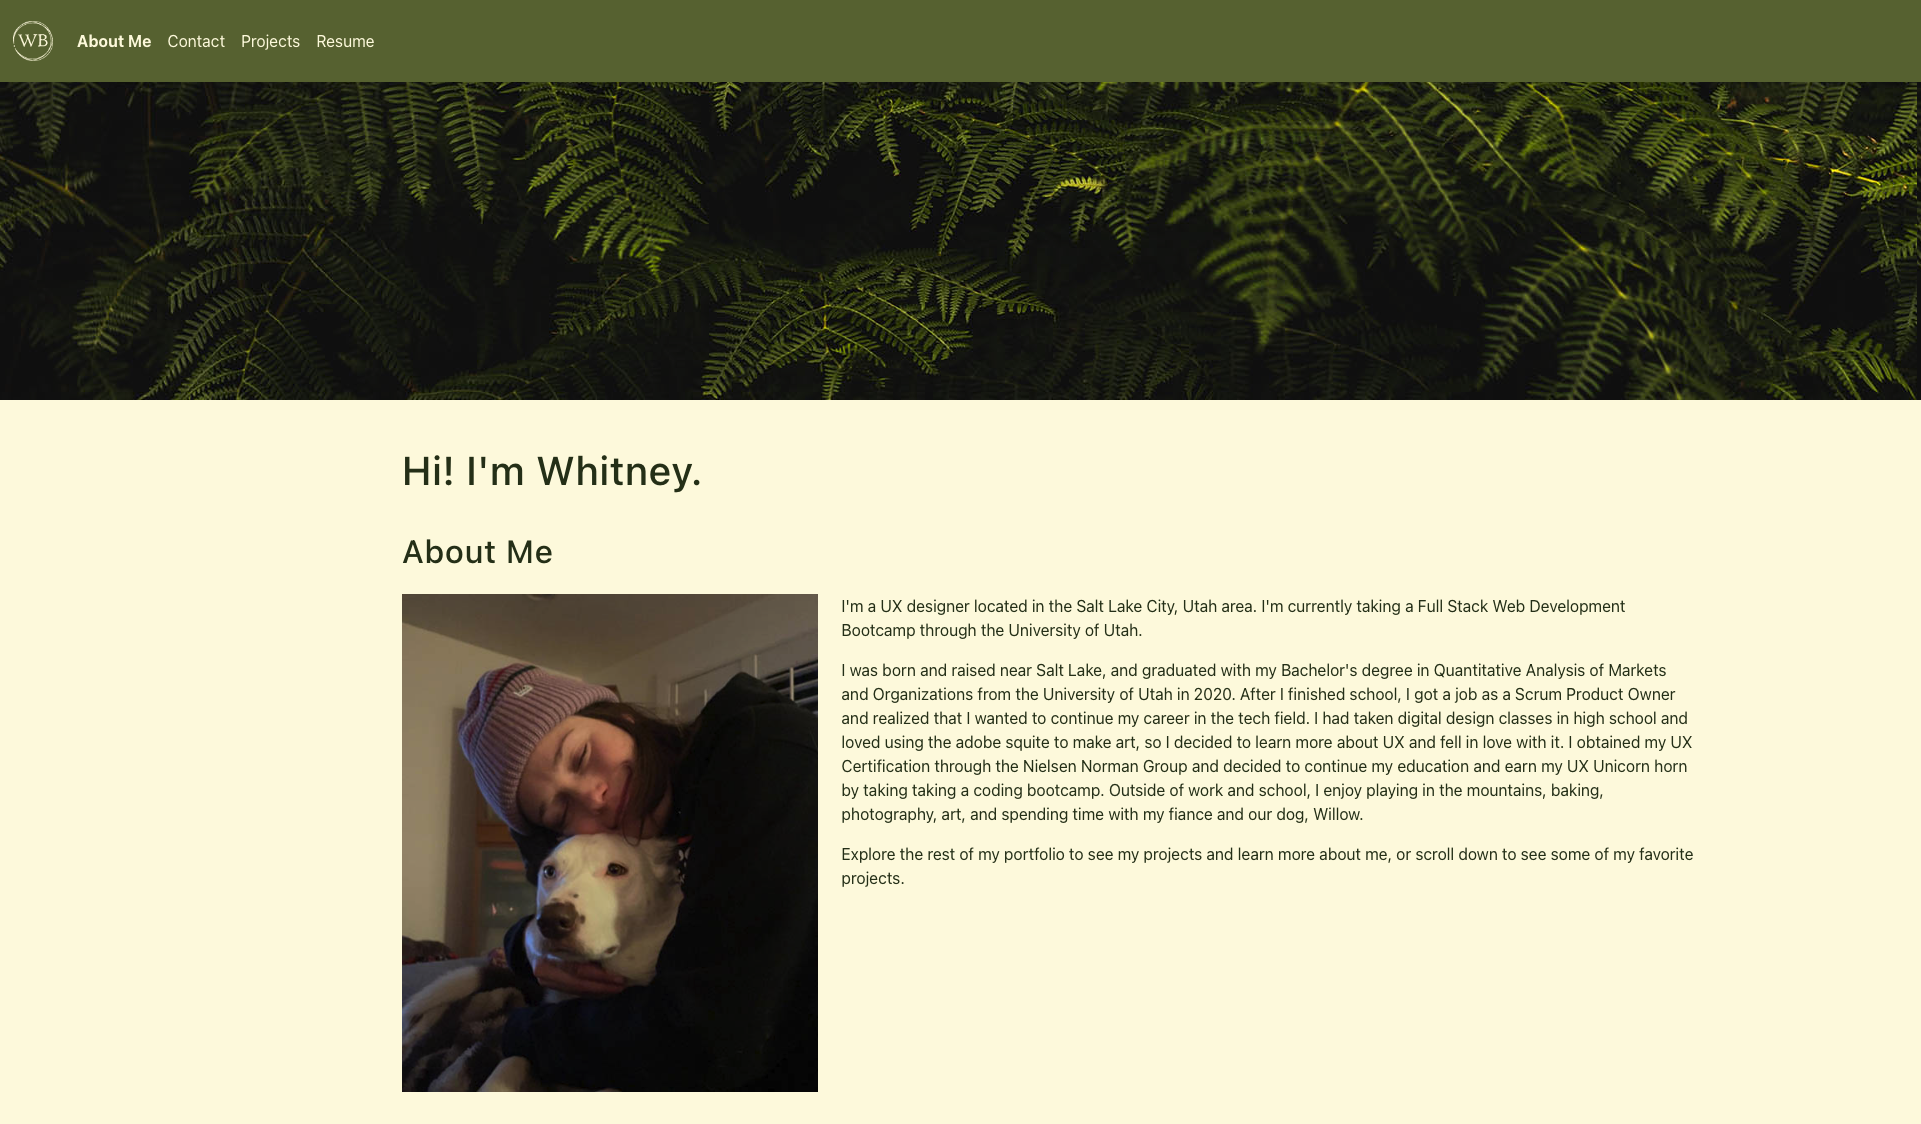 WB
About Me Contact Projects Resume
Hi! I'm Whitney.
About Me
I'm a UX designer located in the Salt Lake City, Utah area. I'm currently taking a Full Stack Web Development
Bootcamp through the University of Utah.
I was born and raised near Salt Lake, and graduated with my Bachelor's degree in Quantitative Analysis of Markets
and Organizations from the University of Utah in 2020. After I finished school, I got a job as a Scrum Product Owner
and realized that I wanted to continue my career in the tech field. I had taken digital design classes in high school and
loved using the adobe squite to make art, so I decided to learn more about UX and fell in love with it. I obtained my UX
Certification through the Nielsen Norman Group and decided to continue my education and earn my UX Unicorn horn
by taking taking a coding bootcamp. Outside of work and school, I enjoy playing in the mountains, baking,
photography, art, and spending time with my fiance and our dog, Willow.
Explore the rest of my portfolio to see my projects and learn more about me, or scroll down to see some of my favorite
projects.